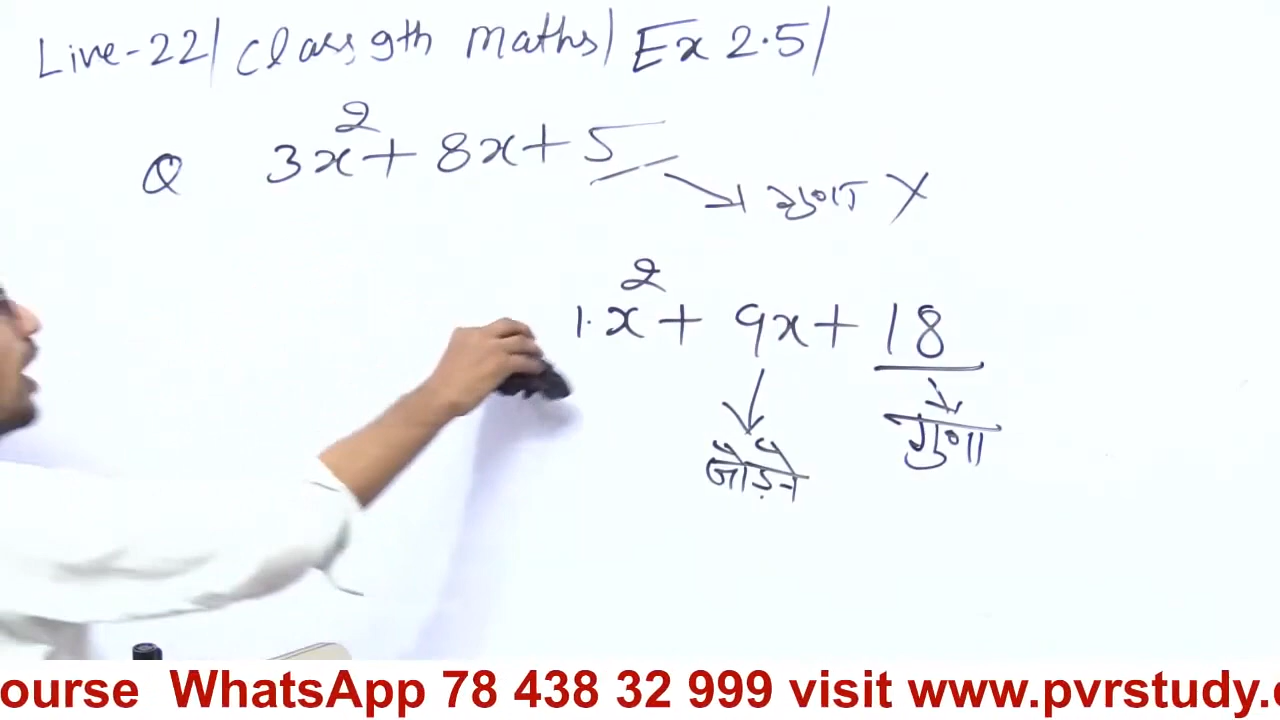 Live-22| Class 9th maths| Ex 2.5|
Q 3x² + 8x + 5
गुणा X
1·x² + 9x + 18
जोड़ने गुणा
ourse WhatsApp 78 438 32 999 visit www.pvrstudy.c